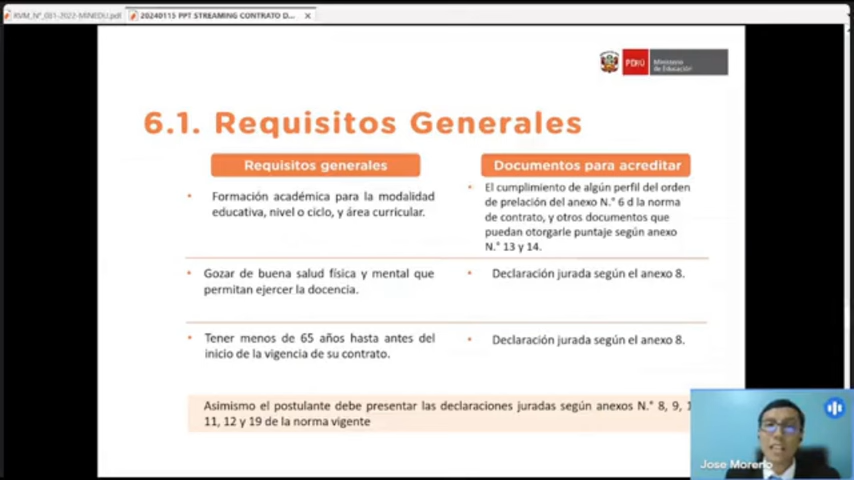 RVM_N°_081-2022-MINEDU.pdf
20240115 PPT STREAMING CONTRATO D...
PERÚ
Ministerio
de Educación
6.1. Requisitos Generales
Requisitos generales
Documentos para acreditar
• Formación académica para la modalidad
educativa, nivel o ciclo, y área curricular.
• El cumplimiento de algún perfil del orden
de prelación del anexo N.° 6 d la norma
de contrato, y otros documentos que
puedan otorgarle puntaje según anexo
N.° 13 y 14.
• Gozar de buena salud física y mental que
permitan ejercer la docencia.
• Declaración jurada según el anexo 8.
• Tener menos de 65 años hasta antes del
inicio de la vigencia de su contrato.
• Declaración jurada según el anexo 8.
Asimismo el postulante debe presentar las declaraciones juradas según anexos N.° 8, 9,
11, 12 y 19 de la norma vigente
Jose Moreno